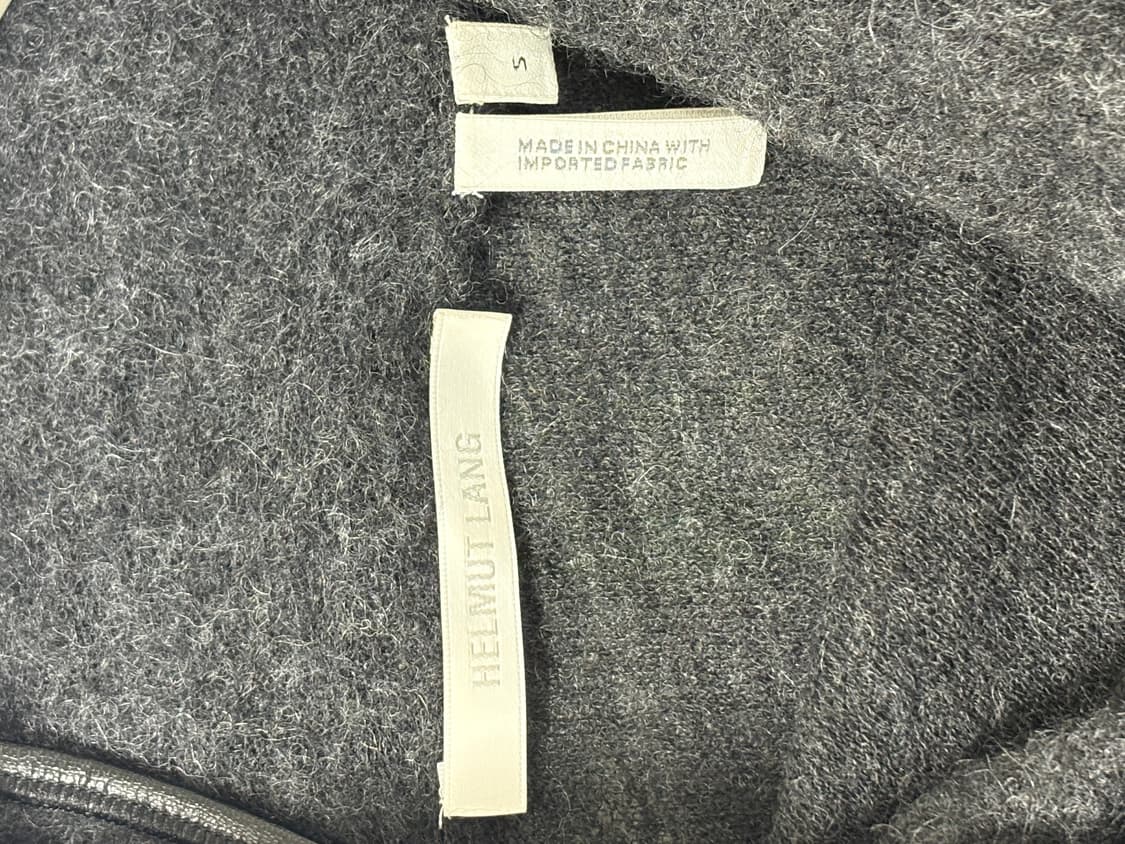 S
MADE IN CHINA WITH
IMPORTED FABRIC
HELMUT LANG